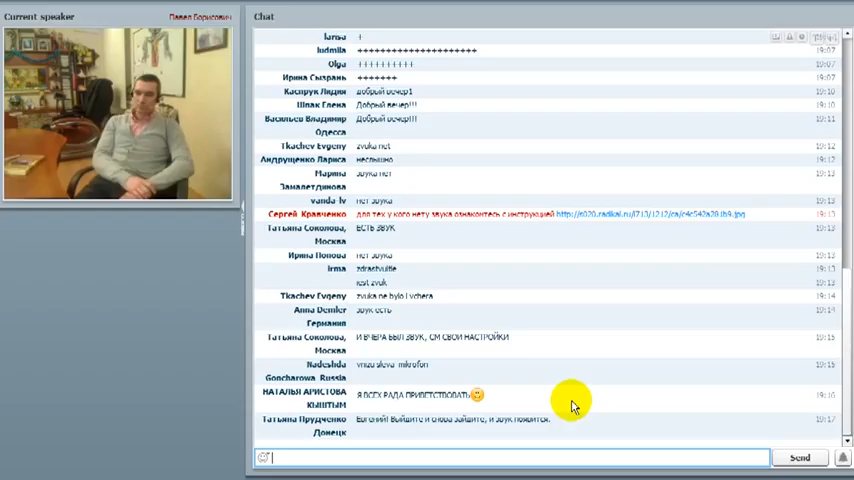 Current speaker
Павел Борисович
Chat
larisa + 
ludmila +++++++++++++++++++++ 19:07
Olga ++++++++++ 19:07
Ирина Сызрань +++++++ 19:07
Каспрук Лидия добрый вечер1 19:10
Шпак Елена Добрый вечер!!! 19:10
Васильев Владимир Добрый вечер!!! 19:11
Одесса
Tkachev Evgeny zvuka net 19:12
Андрущенко Лариса неслышно 19:12
Марина звука нет 19:13
Замалетдинова
vanda-lv нет звука 19:13
Сергей Кравченко для тех у кого нету звука ознакомтесь с инструкцией 19:13
Татьяна Соколова, ЕСТЬ ЗВУК 19:13
Москва
Ирина Попова нет звука 19:13
irma zdrastvuitie 19:13
iest zvuk 19:13
Tkachev Evgeny zvuka ne bylo i vchera 19:14
Anna Demler звук есть 19:14
Германия
Татьяна Соколова, И ВЧЕРА БЫЛ ЗВУК, СМ СВОИ НАСТРОЙКИ 19:15
Москва
Nadeshda vnizu sleva mikrofon 19:15
Goncharowa Russia
НАТАЛЬЯ АРИСТОВА Я ВСЕХ РАДА ПРИВЕТСТВОВАТЬ 19:16
КЫШТЫМ
Татьяна Прудченко Евгений! Выйдите и снова зайдите, и звук появится. 19:17
Донецк
Send